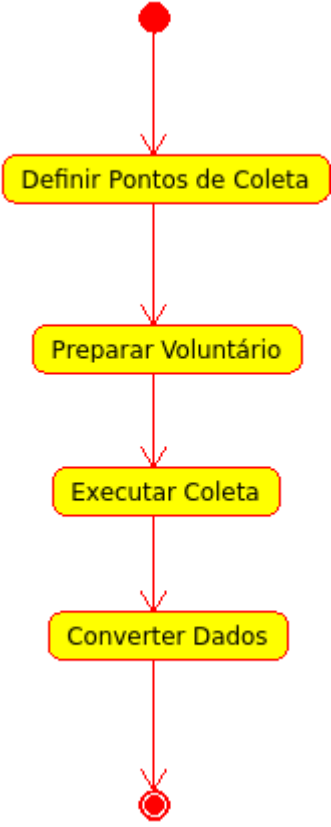 Definir Pontos de Coleta
Preparar Voluntário
Executar Coleta
Converter Dados